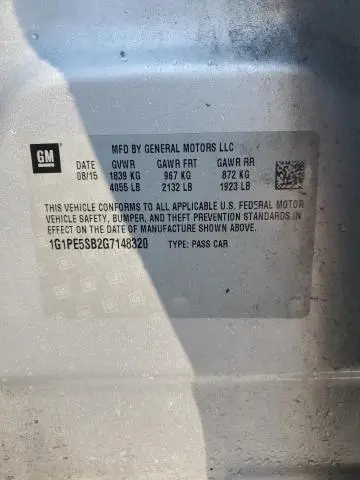 GM
MFD BY GENERAL MOTORS LLC
DATE GVWR GAWR FRT GAWR RR
08/15 1839 KG 967 KG 872 KG
4055 LB 2132 LB 1923 LB
THIS VEHICLE CONFORMS TO ALL APPLICABLE U.S. FEDERAL MOTOR
VEHICLE SAFETY, BUMPER, AND THEFT PREVENTION STANDARDS IN
EFFECT ON THE DATE OF MANUFACTURE SHOWN ABOVE.
1G1PE5SB2G7148320 TYPE: PASS CAR